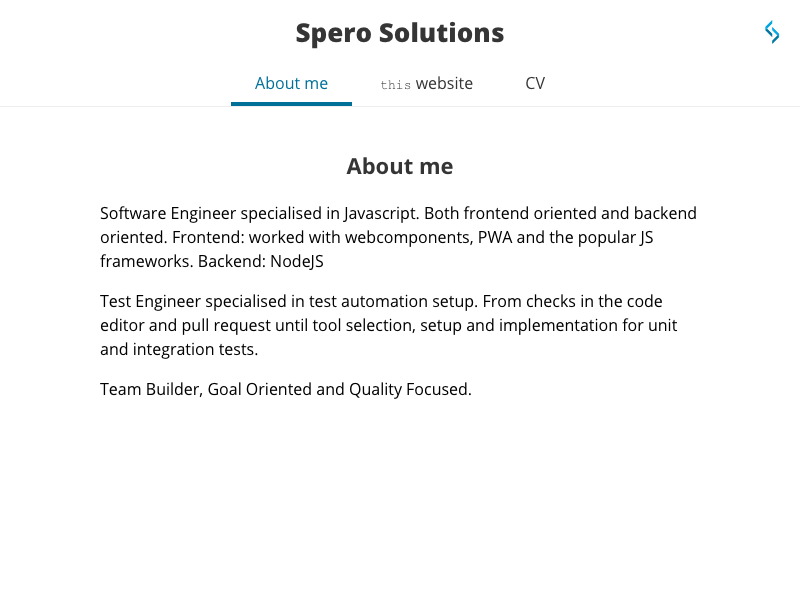 Spero Solutions
About me
this website
CV
About me
Software Engineer specialised in Javascript. Both frontend oriented and backend
oriented. Frontend: worked with webcomponents, PWA and the popular JS
frameworks. Backend: NodeJS
Test Engineer specialised in test automation setup. From checks in the code
editor and pull request until tool selection, setup and implementation for unit
and integration tests.
Team Builder, Goal Oriented and Quality Focused.